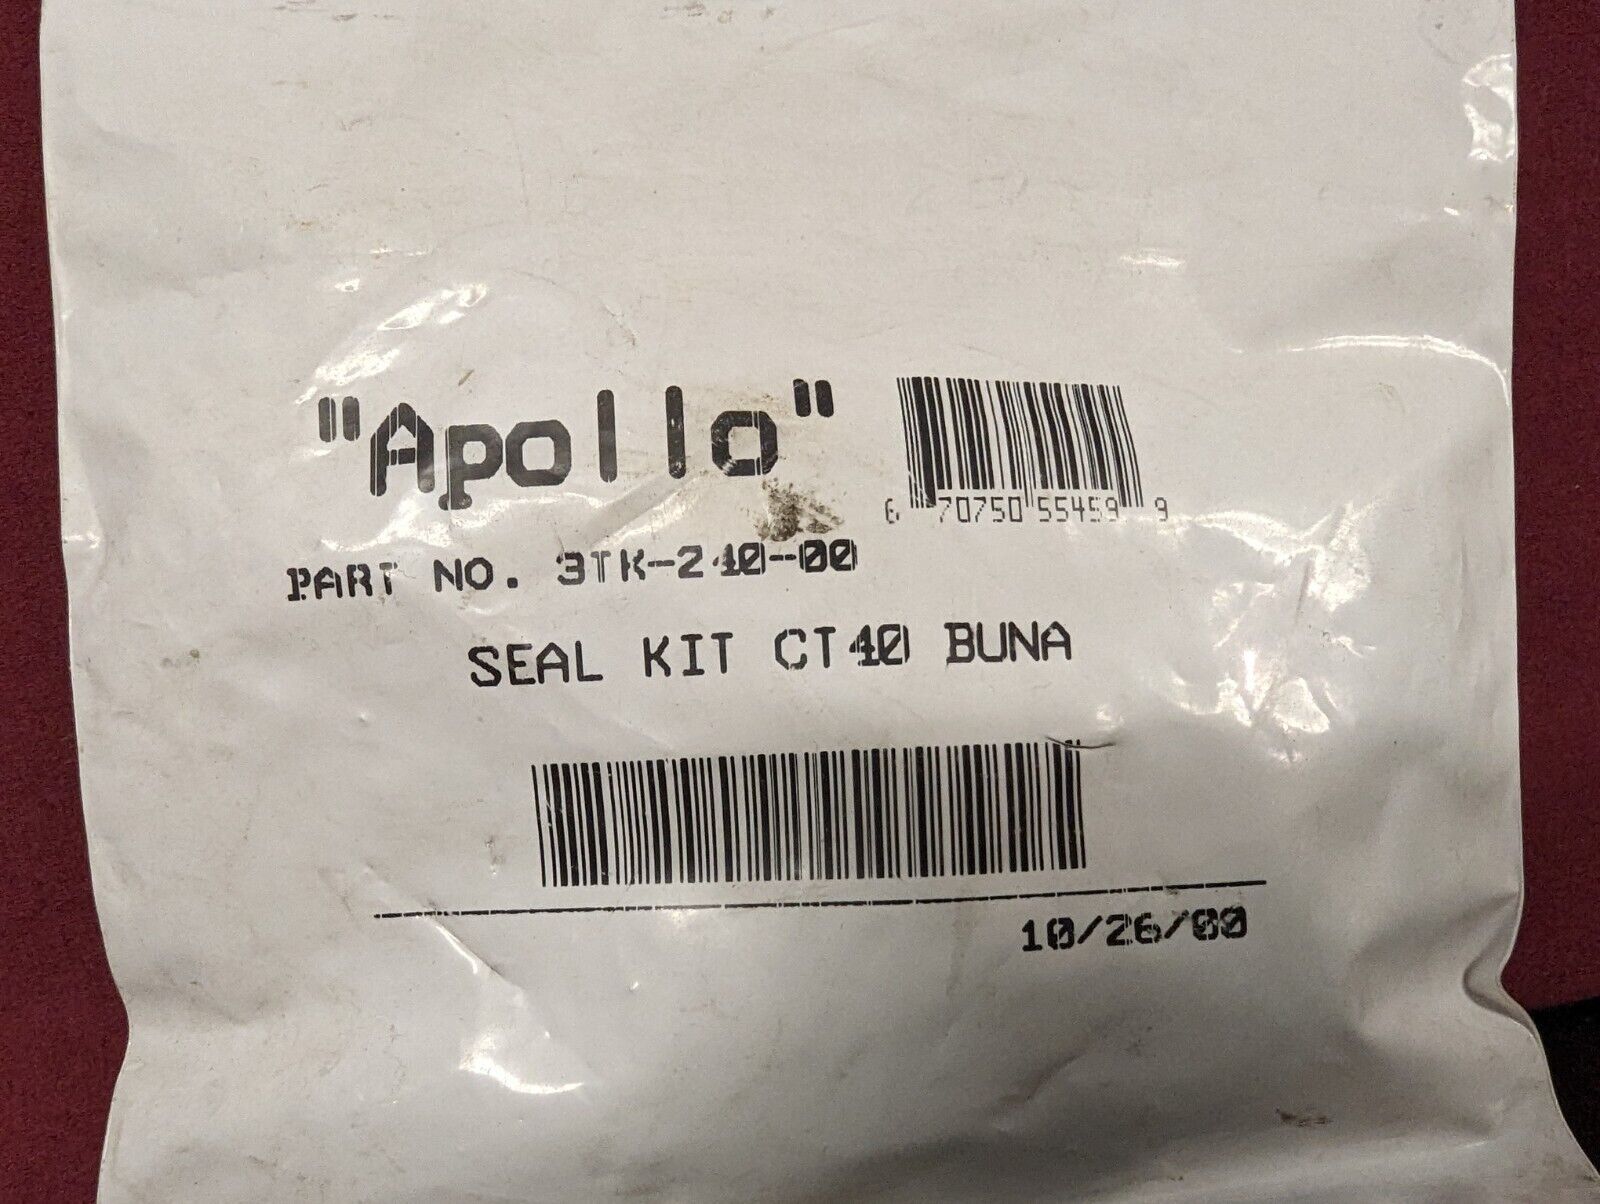 "Apollo"
6 70750 55459 9
PART NO. 3TK-240-00
SEAL KIT CT40 BUNA
10/26/00